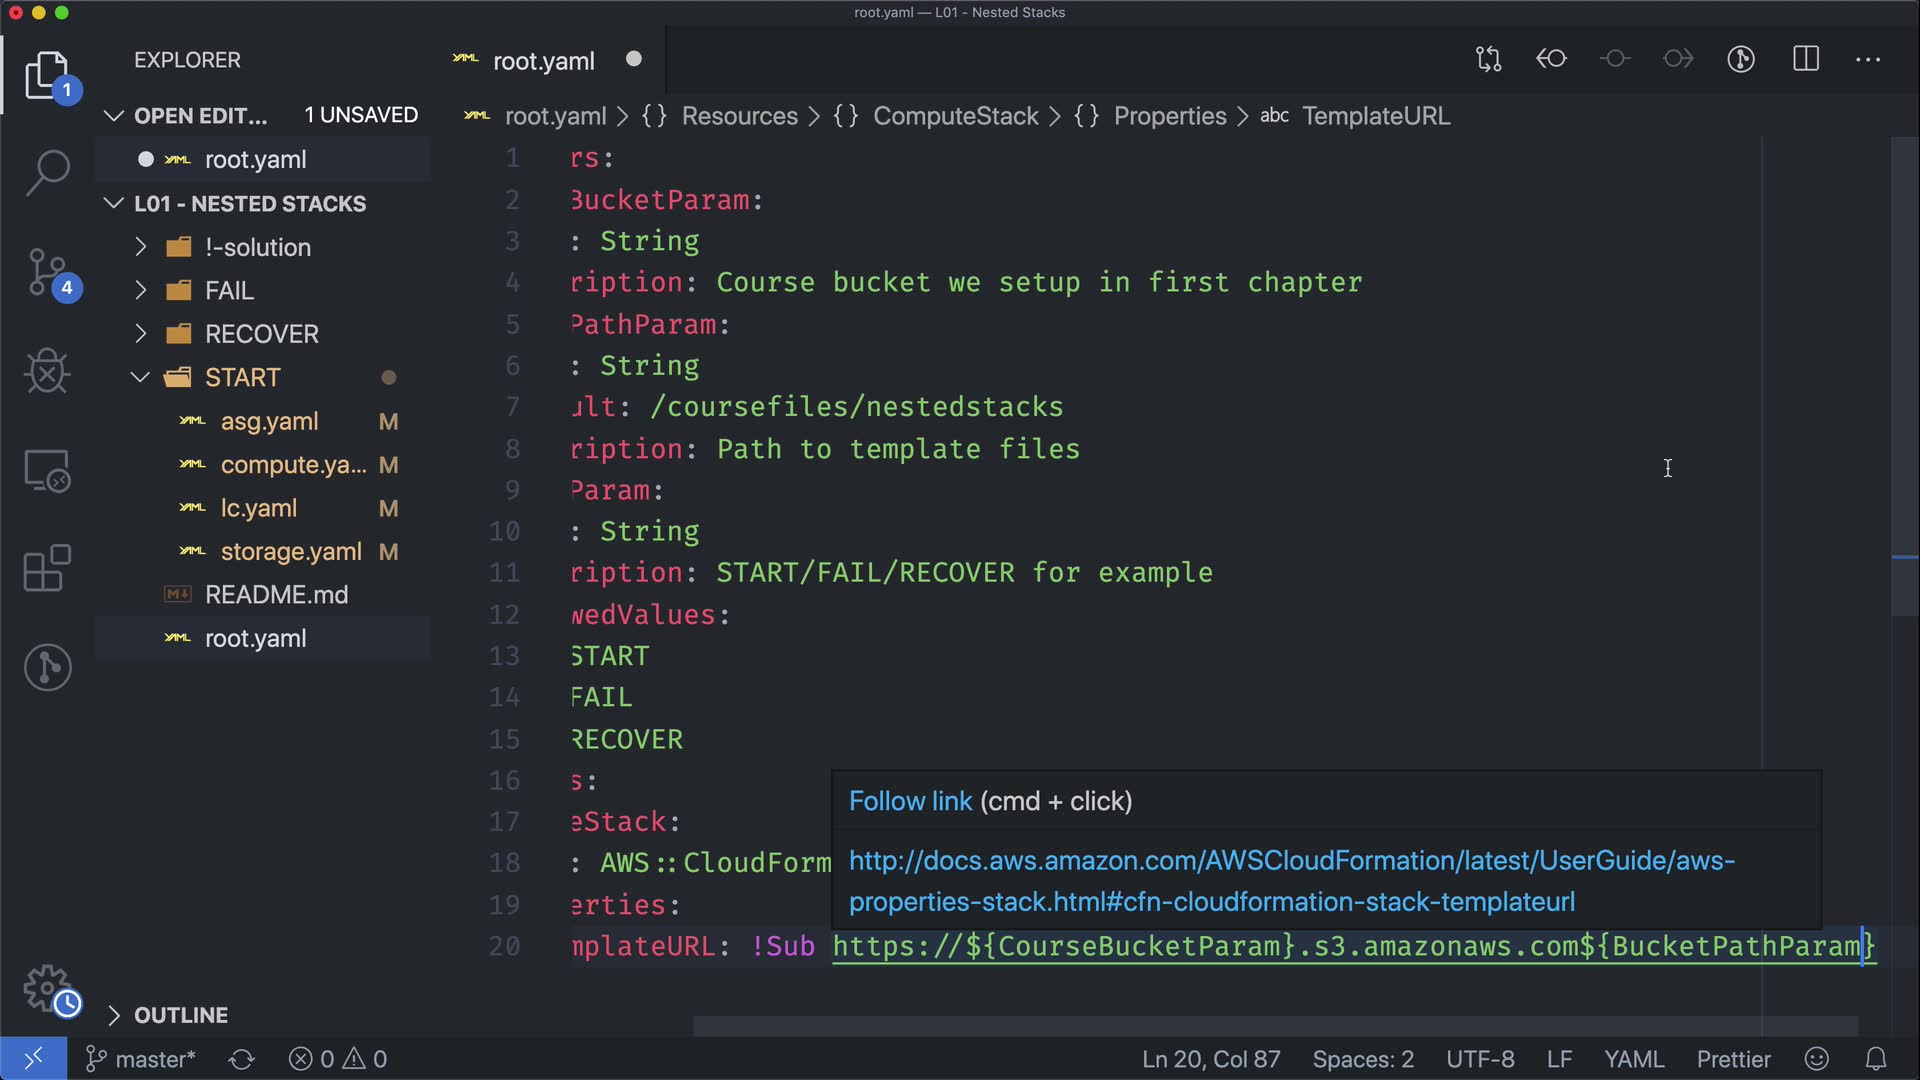 root.yaml — L01 - Nested Stacks
EXPLORER
root.yaml
1
OPEN EDIT... 1 UNSAVED
root.yaml > {} Resources > {} ComputeStack > {} Properties > abc TemplateURL
root.yaml
L01 - NESTED STACKS
!-solution
FAIL
RECOVER
START
asg.yaml M
compute.ya... M
lc.yaml M
storage.yaml M
README.md
root.yaml
4
1 rs:
2 BucketParam:
3 : String
4 ription: Course bucket we setup in first chapter
5 PathParam:
6 : String
7 ult: /coursefiles/nestedstacks
8 ription: Path to template files
9 Param:
10 : String
11 ription: START/FAIL/RECOVER for example
12 wedValues:
13 START
14 FAIL
15 RECOVER
16 s:
17 eStack:
18 : AWS::CloudForm
19 erties:
20 mplateURL: !Sub https://${CourseBucketParam}.s3.amazonaws.com${BucketPathParam}
Follow link (cmd + click)
http://docs.aws.amazon.com/AWSCloudFormation/latest/UserGuide/aws-
properties-stack.html#cfn-cloudformation-stack-templateurl
OUTLINE
master* 0 0 Ln 20, Col 87 Spaces: 2 UTF-8 LF YAML Prettier